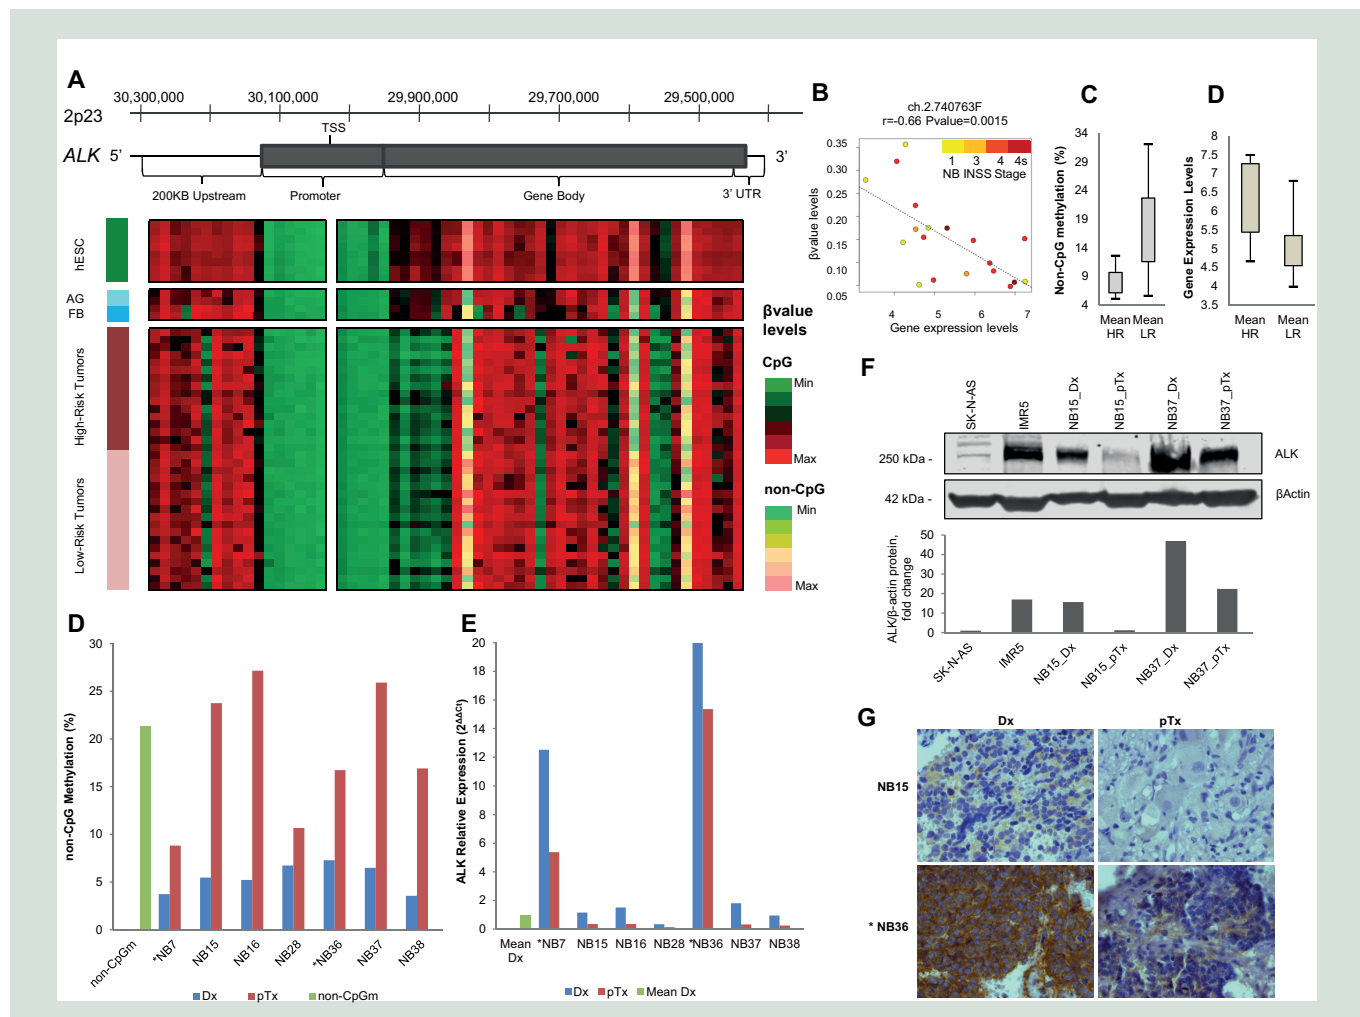 A
30,300,000 30,100,000 29,900,000 29,700,000 29,500,000
2p23
TSS
ALK 5’ 3’
200KB Upstream Promoter Gene Body 3’ UTR
hESC
AG
FB
High-Risk Tumors
Low-Risk Tumors
βvalue
levels
CpG
Min
Max
non-CpG
Min
Max
B
ch.2.740763F
r=-0.66 Pvalue=0.0015
0.35
0.30
0.25
0.20
0.15
0.10
0.05
βvalue levels
1 3 4 4s
NB INSS Stage
4 5 6 7
Gene expression levels
C
Non-CpG methylation (%)
34
29
24
19
14
9
4
Mean Mean
HR LR
D
Gene Expression Levels
8
7.5
7
6.5
6
5.5
5
4.5
4
3.5
Mean Mean
HR LR
F
SK-N-AS IMR5 NB15_Dx NB15_pTx NB37_Dx NB37_pTx
250 kDa - ALK
42 kDa - βActin
ALK/β-actin protein,
fold change
50
40
30
20
10
0
SK-N-AS IMR5 NB15_Dx NB15_pTx NB37_Dx NB37_pTx
D
non-CpG Methylation (%)
30
25
20
15
10
5
0
non-CpGm *NB7 NB15 NB16 NB28 *NB36 NB37 NB38
Dx pTx non-CpGm
E
ALK Relative Expression (2ΔΔCt)
20
18
16
14
12
10
8
6
4
2
0
Mean *NB7 NB15 NB16 NB28 *NB36 NB37 NB38
Dx
Dx pTx Mean Dx
G
Dx pTx
NB15
* NB36